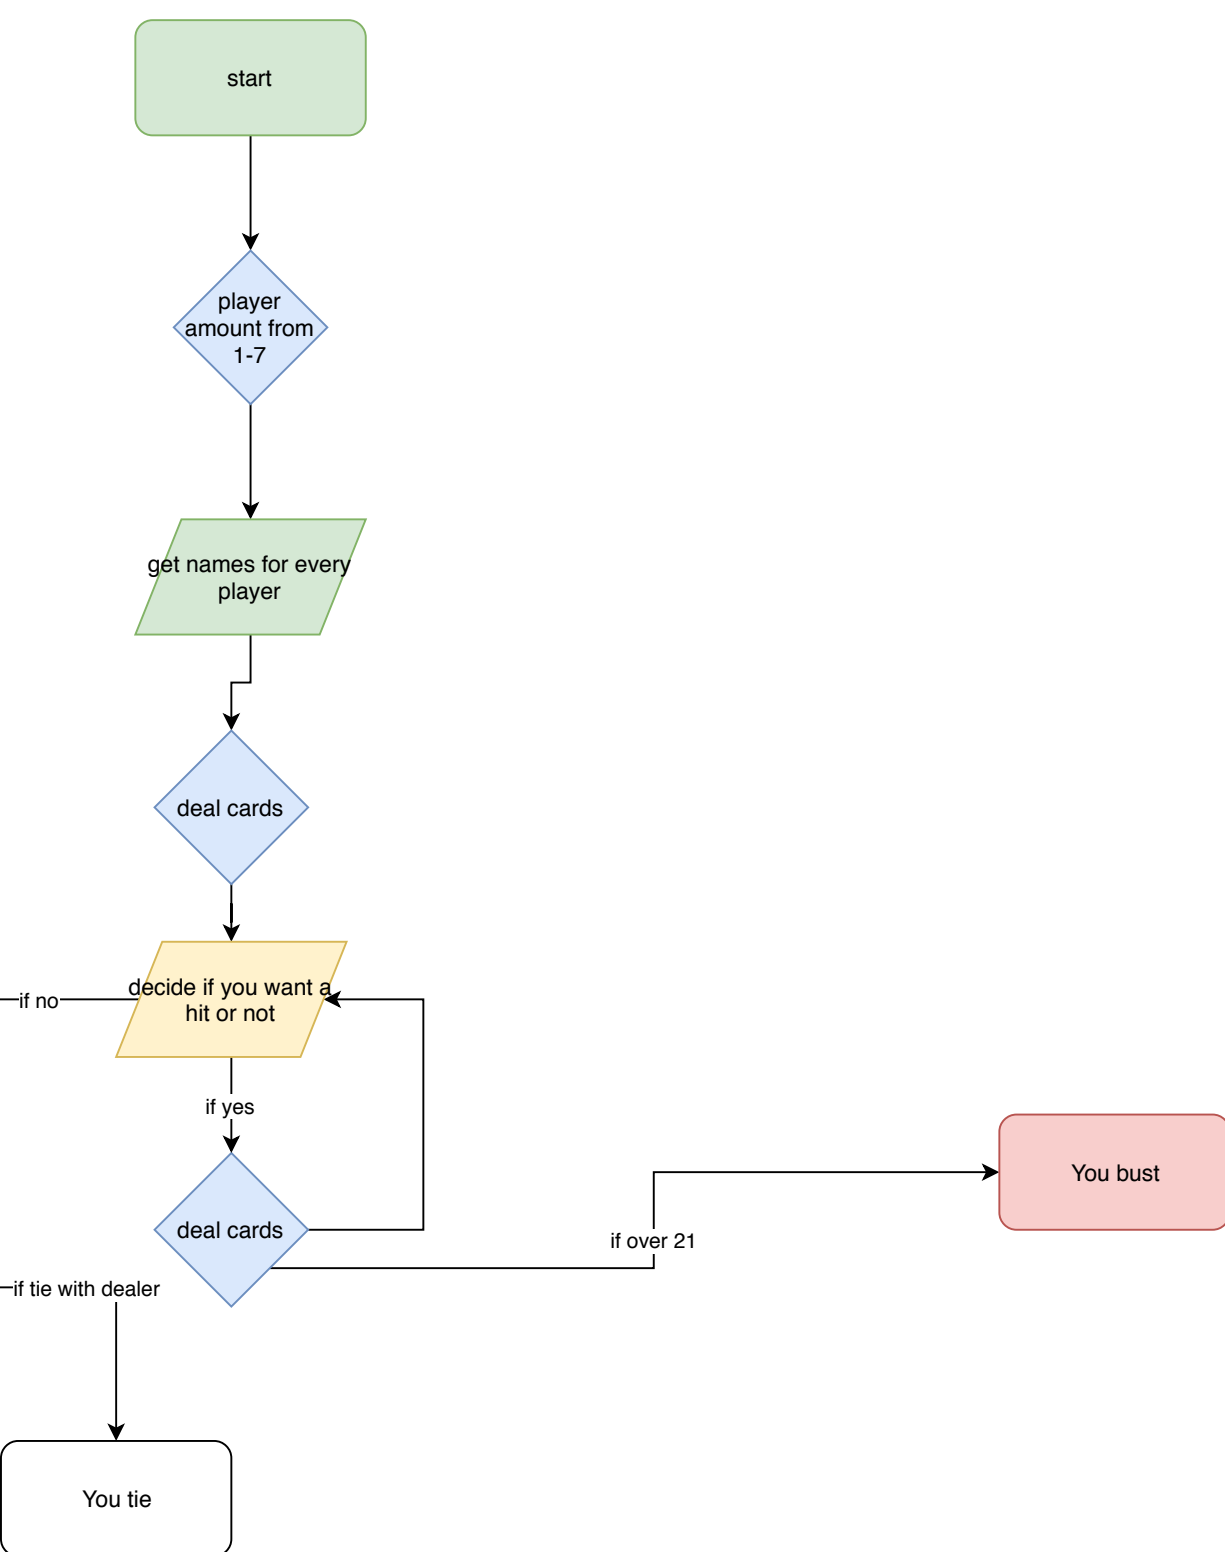 start
player
amount from
1-7
get names for every
player
deal cards
decide if you want a
hit or not
if no
if yes
You bust
deal cards
if over 21
if tie with dealer
You tie